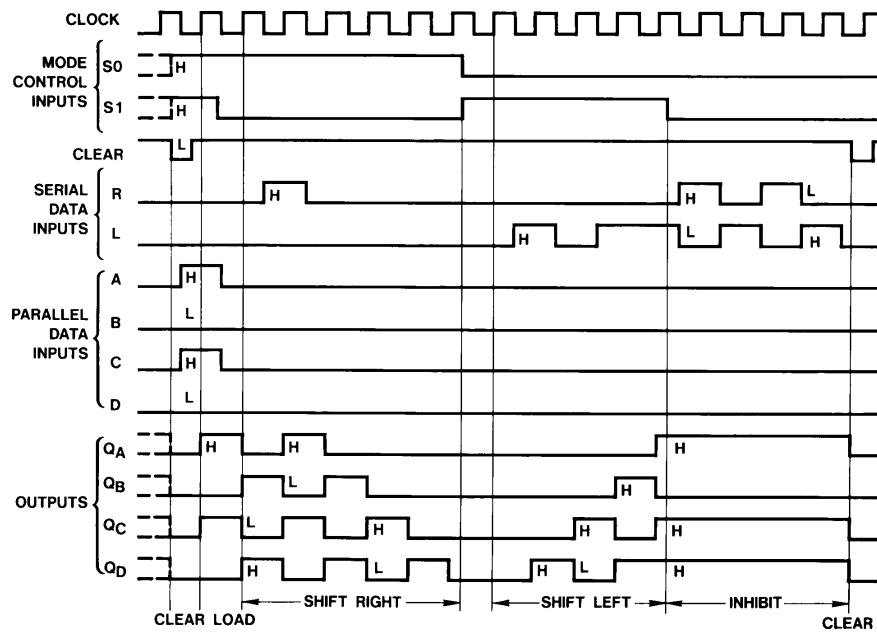 CLOCK
MODE CONTROL INPUTS
S0 H
S1 H
CLEAR L
SERIAL DATA INPUTS
R H H L
L H L H
PARALLEL DATA INPUTS
A H
B L
C H
D L
OUTPUTS
QA H H H
QB L H
QC L H H H
QD H L H L H
SHIFT RIGHT SHIFT LEFT INHIBIT
CLEAR LOAD CLEAR